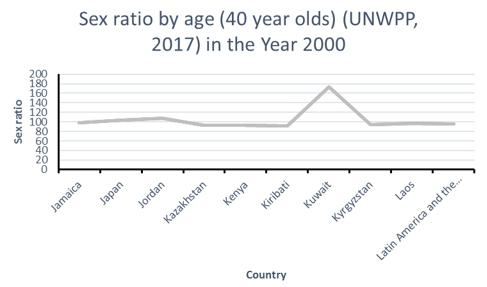 Sex ratio by age (40 year olds) (UNWPP,
2017) in the Year 2000
200
180
160
140
120
100
80
60
40
20
0
Sex ratio
Jamaica
Japan
Jordan
Kazakhstan
Kenya
Kiribati
Kuwait
Kyrgyzstan
Laos
Latin America and the...
Country